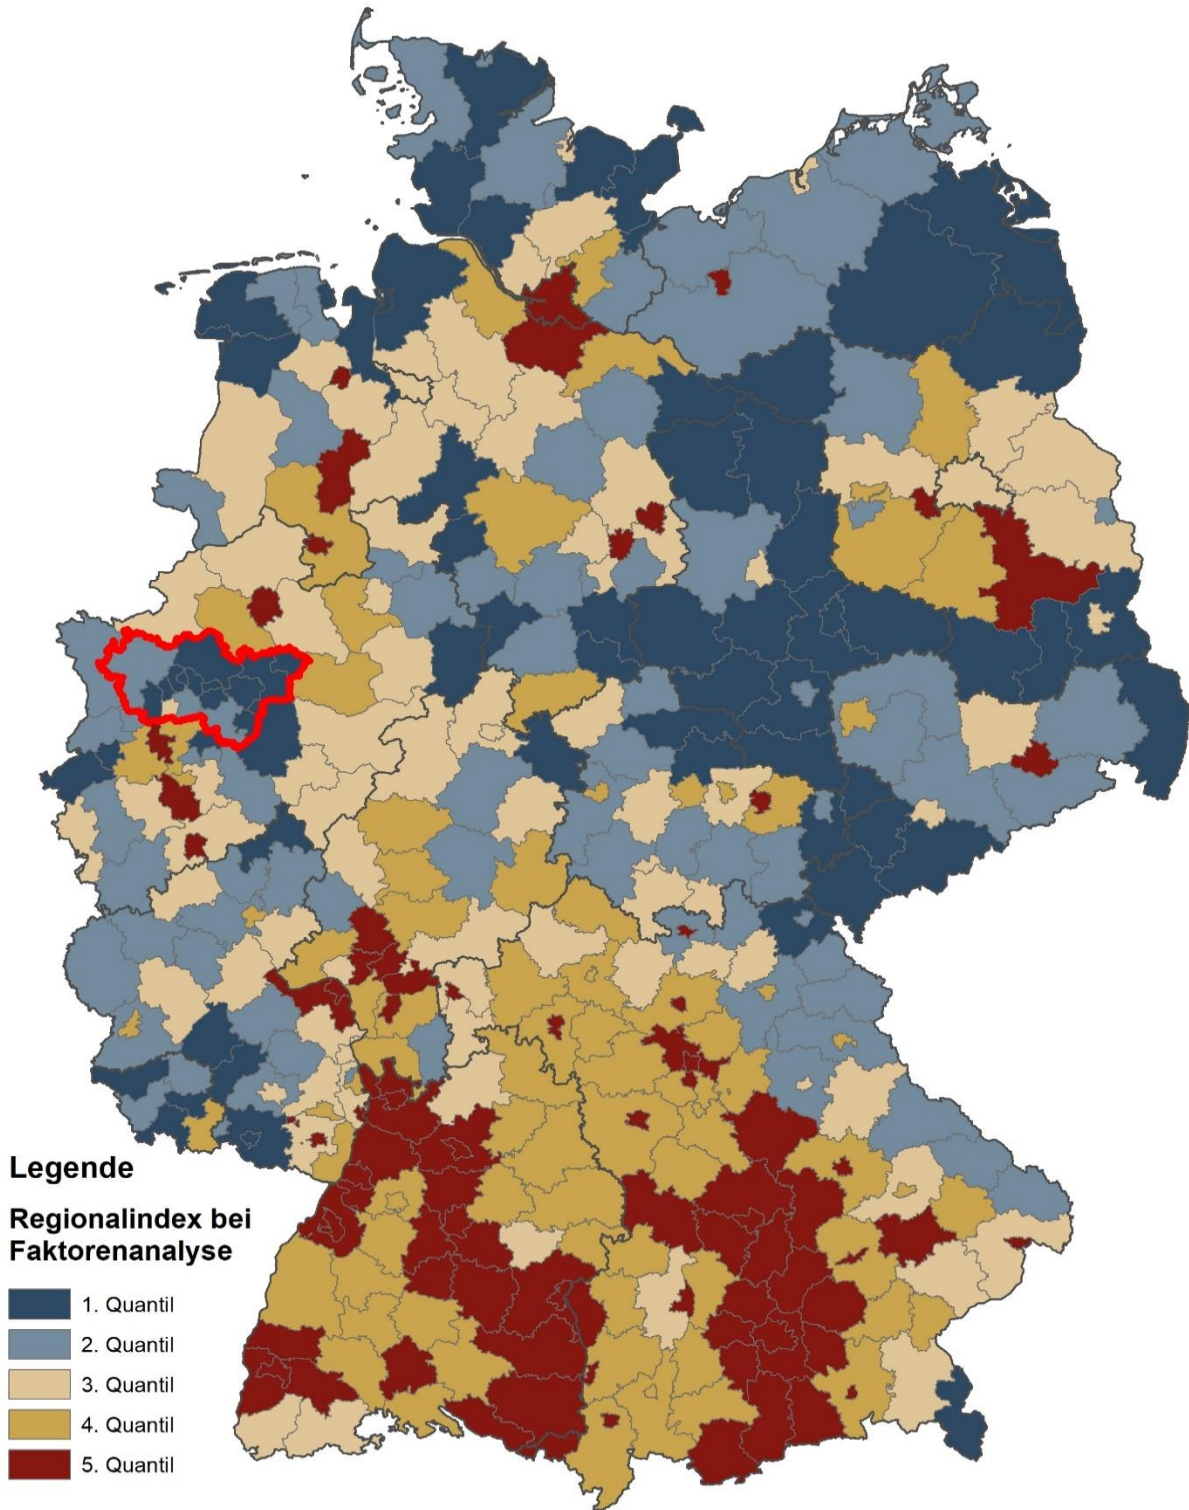 Legende
Regionalindex bei
Faktorenanalyse
1. Quantil
2. Quantil
3. Quantil
4. Quantil
5. Quantil